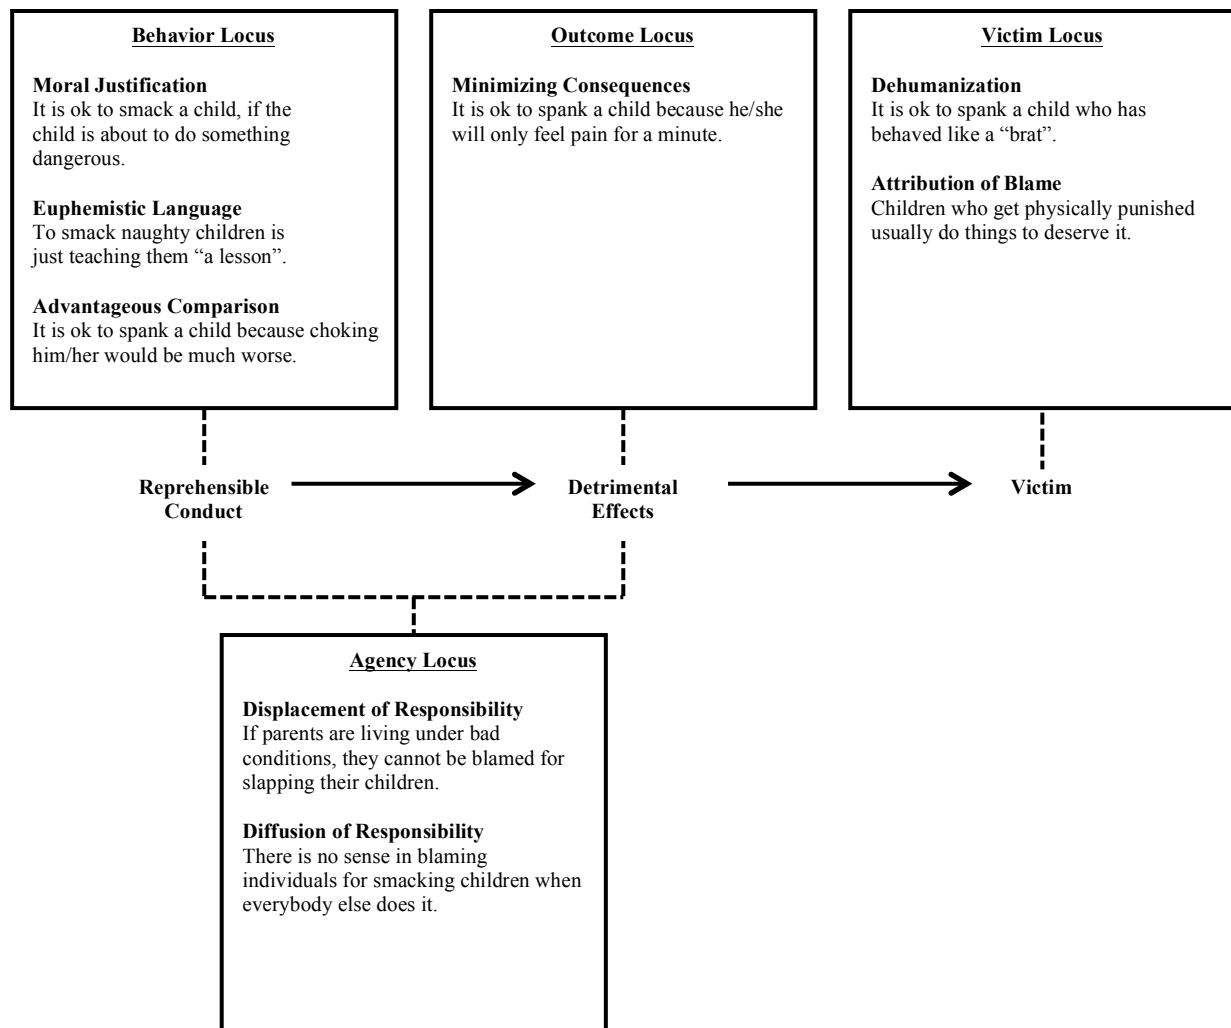 Behavior Locus
Moral Justification
It is ok to smack a child, if the
child is about to do something
dangerous.
Euphemistic Language
To smack naughty children is
just teaching them “a lesson”.
Advantageous Comparison
It is ok to spank a child because choking
him/her would be much worse.
Outcome Locus
Minimizing Consequences
It is ok to spank a child because he/she
will only feel pain for a minute.
Victim Locus
Dehumanization
It is ok to spank a child who has
behaved like a “brat”.
Attribution of Blame
Children who get physically punished
usually do things to deserve it.
Reprehensible
Conduct
Detrimental
Effects
Victim
Agency Locus
Displacement of Responsibility
If parents are living under bad
conditions, they cannot be blamed for
slapping their children.
Diffusion of Responsibility
There is no sense in blaming
individuals for smacking children when
everybody else does it.